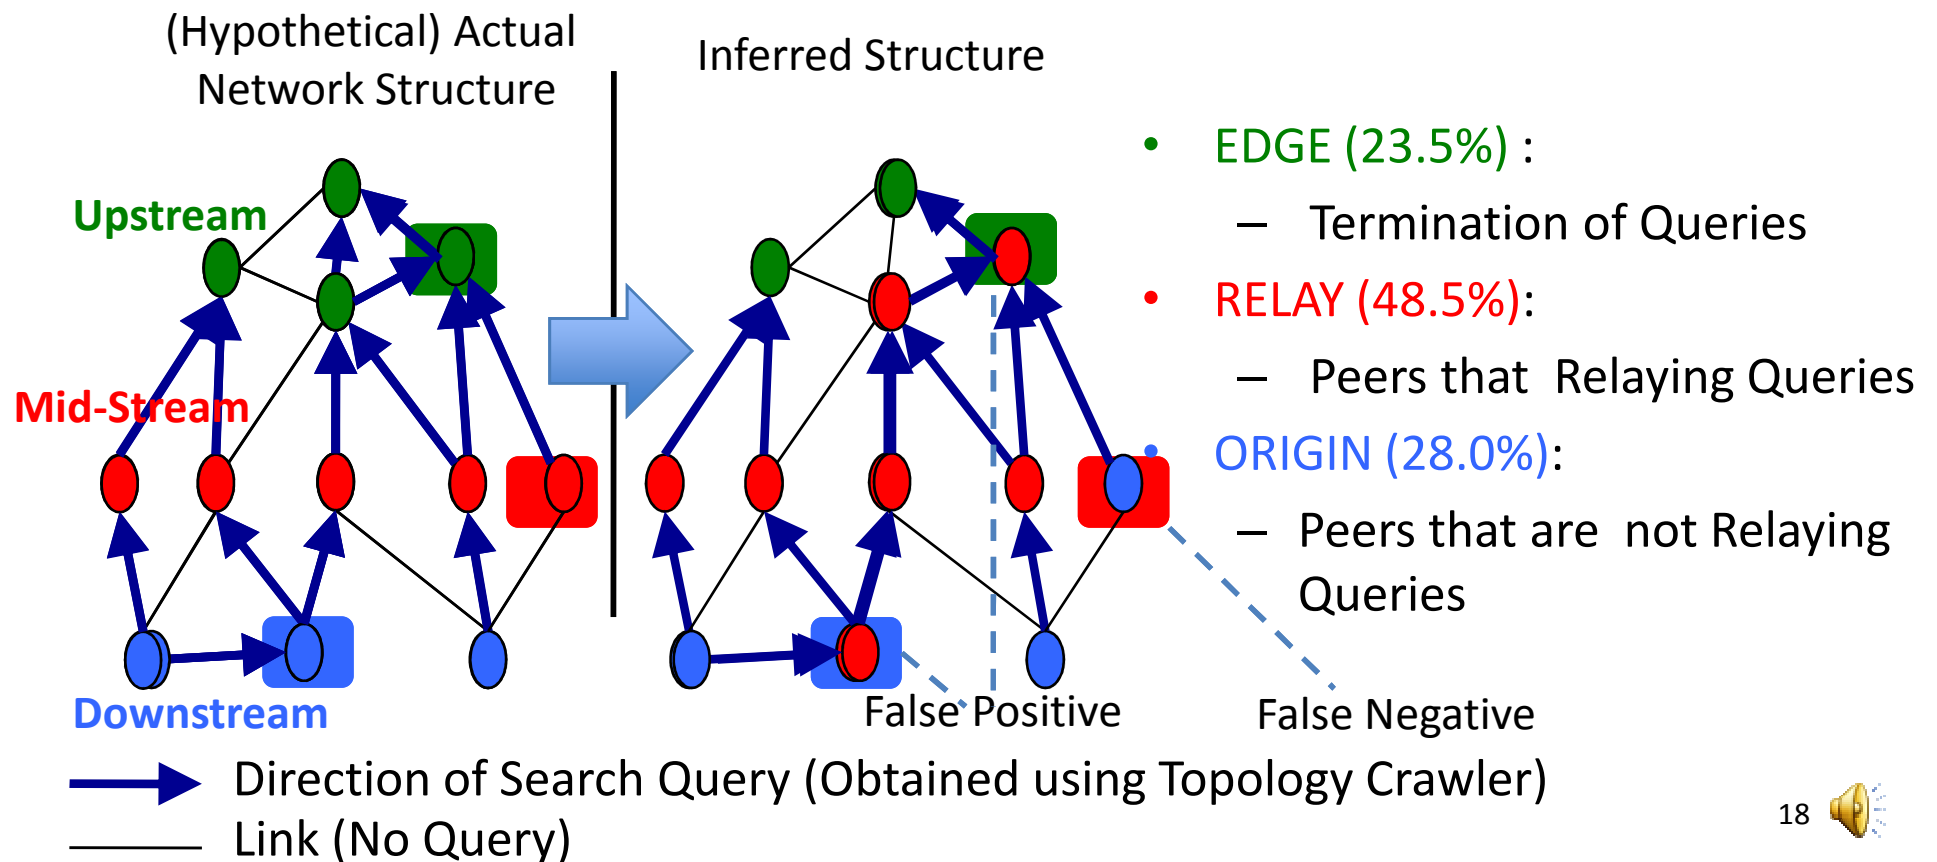 (Hypothetical) Actual
Network Structure
Inferred Structure
Upstream
Mid-Stream
Downstream
• EDGE (23.5%) :
– Termination of Queries
• RELAY (48.5%):
– Peers that Relaying Queries
• ORIGIN (28.0%):
– Peers that are not Relaying
Queries
False Positive
False Negative
Direction of Search Query (Obtained using Topology Crawler)
Link (No Query)
18